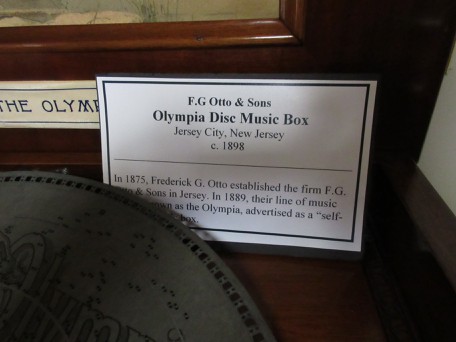 THE OLYMP
F.G Otto & Sons
Olympia Disc Music Box
Jersey City, New Jersey
c. 1898
In 1875, Frederick G. Otto established the firm F.G.
& Sons in Jersey. In 1889, their line of music
as the Olympia, advertised as a "self-
box.